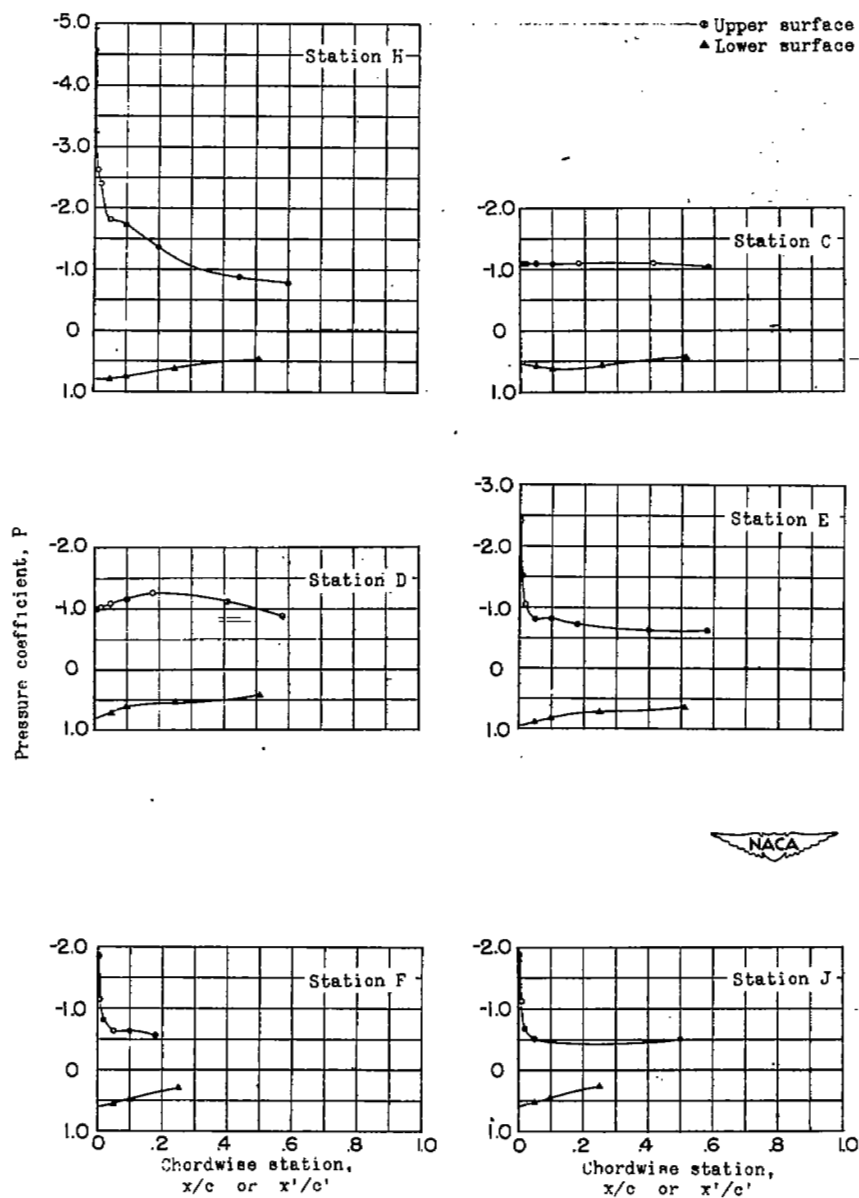 Upper surface
Lower surface
-5.0
Station H
-4.0
-3.0
-2.0
-1.0
0
1.0
-2.0
Station C
-1.0
0
1.0
Pressure coefficient, P
-2.0
Station D
-1.0
0
1.0
-3.0
Station E
-2.0
-1.0
0
1.0
NACA
-2.0
Station F
-1.0
0
1.0
0 .2 .4 .6 .8 1.0
Chordwise station,
x/c or x'/c'
-2.0
Station J
-1.0
0
1.0
0 .2 .4 .6 .8 1.0
Chordwise station,
x/c or x'/c'